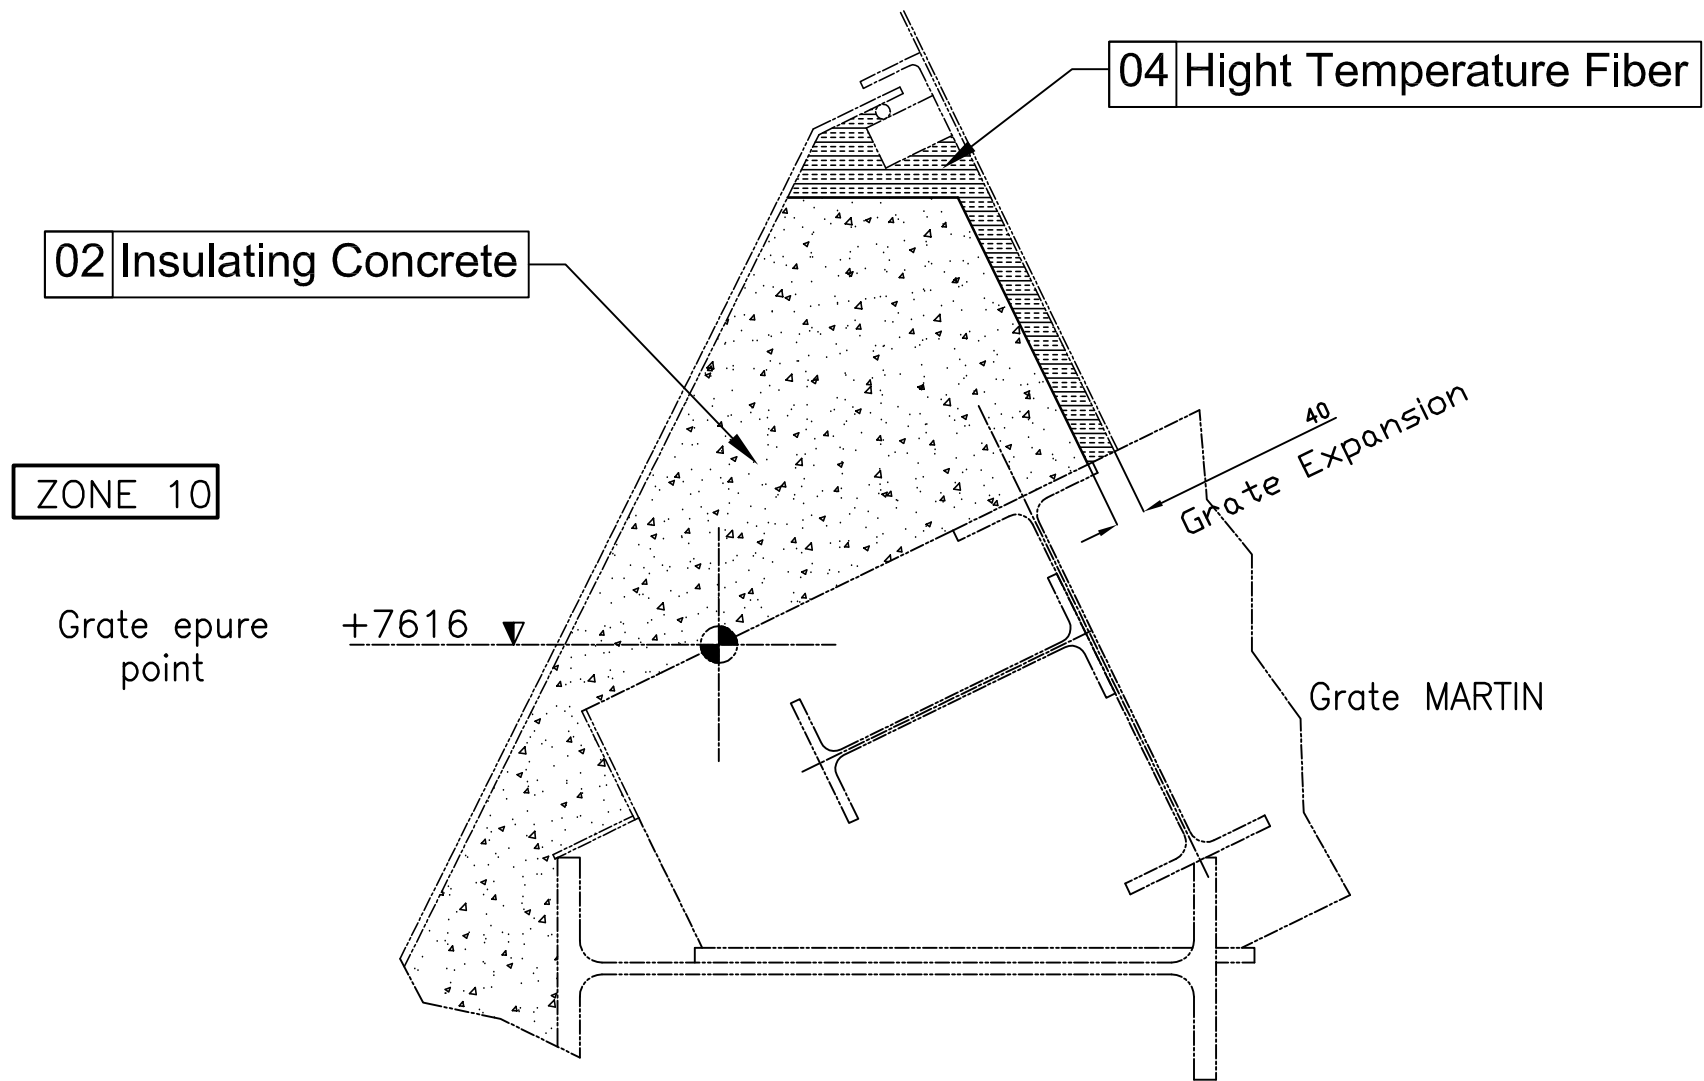 04 Hight Temperature Fiber
02 Insulating Concrete
40
Grate Expansion
ZONE 10
Grate epure
point
+7616
Grate MARTIN